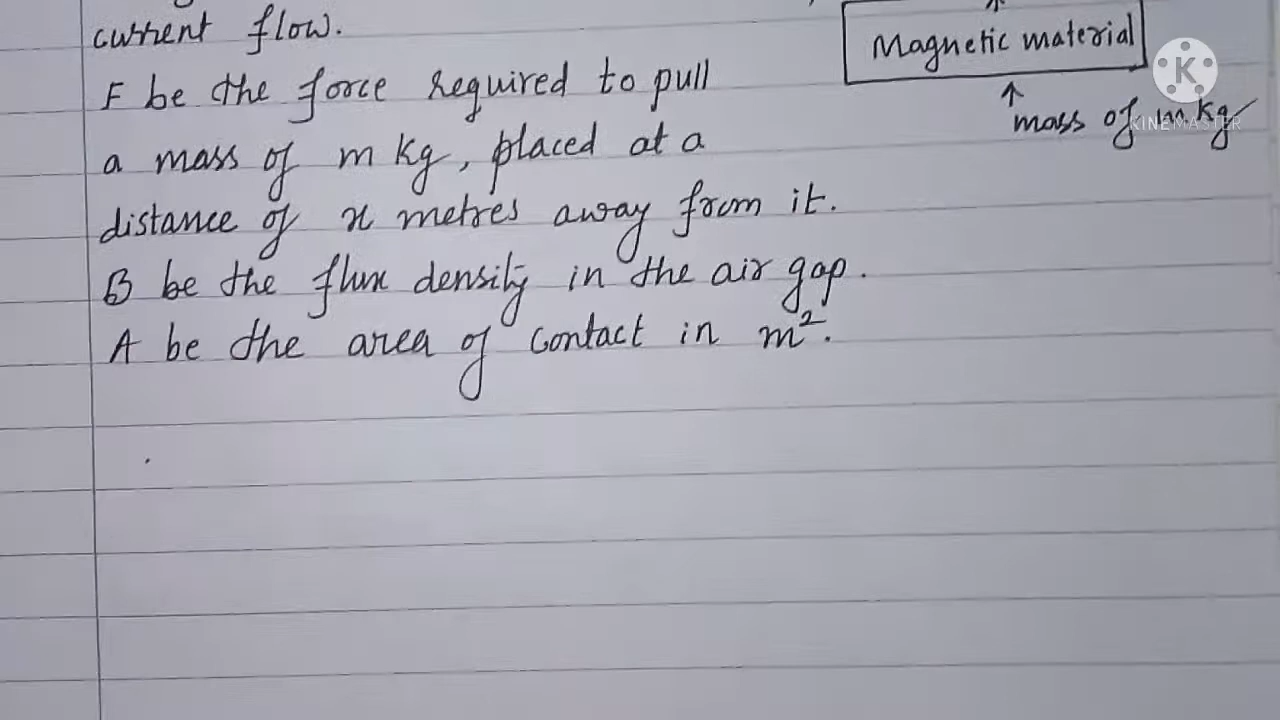 current flow.
F be the force required to pull
a mass of m kg, placed at a
distance of x metres away from it.
B be the flux density in the air gap.
A be the area of contact in m².
Magnetic material
↑
mass of m kg
K
KINEMASTER